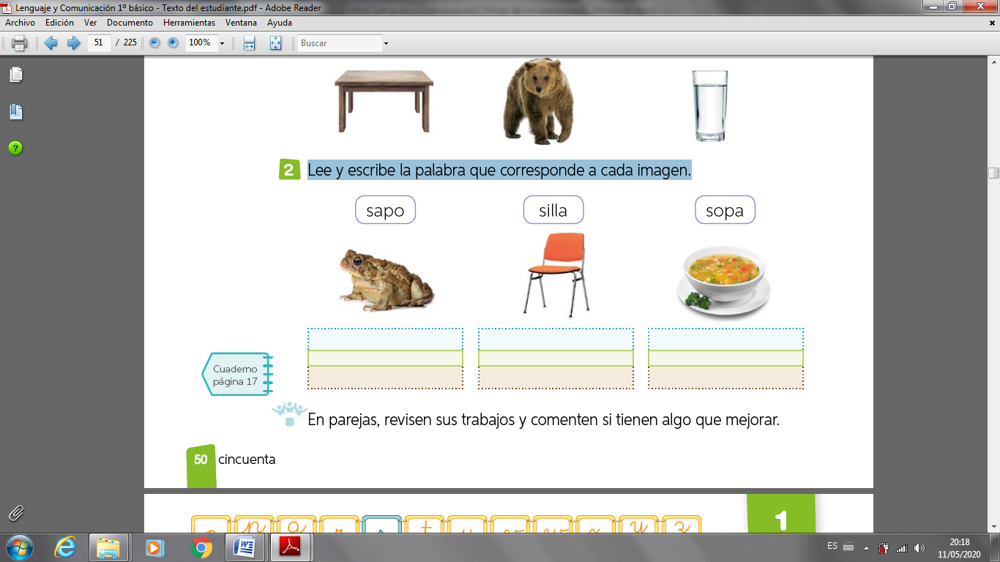 Lenguaje y Comunicación 1º básico - Texto del estudiante.pdf - Adobe Reader
Archivo Edición Ver Documento Herramientas Ventana Ayuda
51 / 225 100% Buscar
2 Lee y escribe la palabra que corresponde a cada imagen.
sapo silla sopa
Cuaderno
página 17
En parejas, revisen sus trabajos y comenten si tienen algo que mejorar.
50 cincuenta
1
ES 20:18
11/05/2020